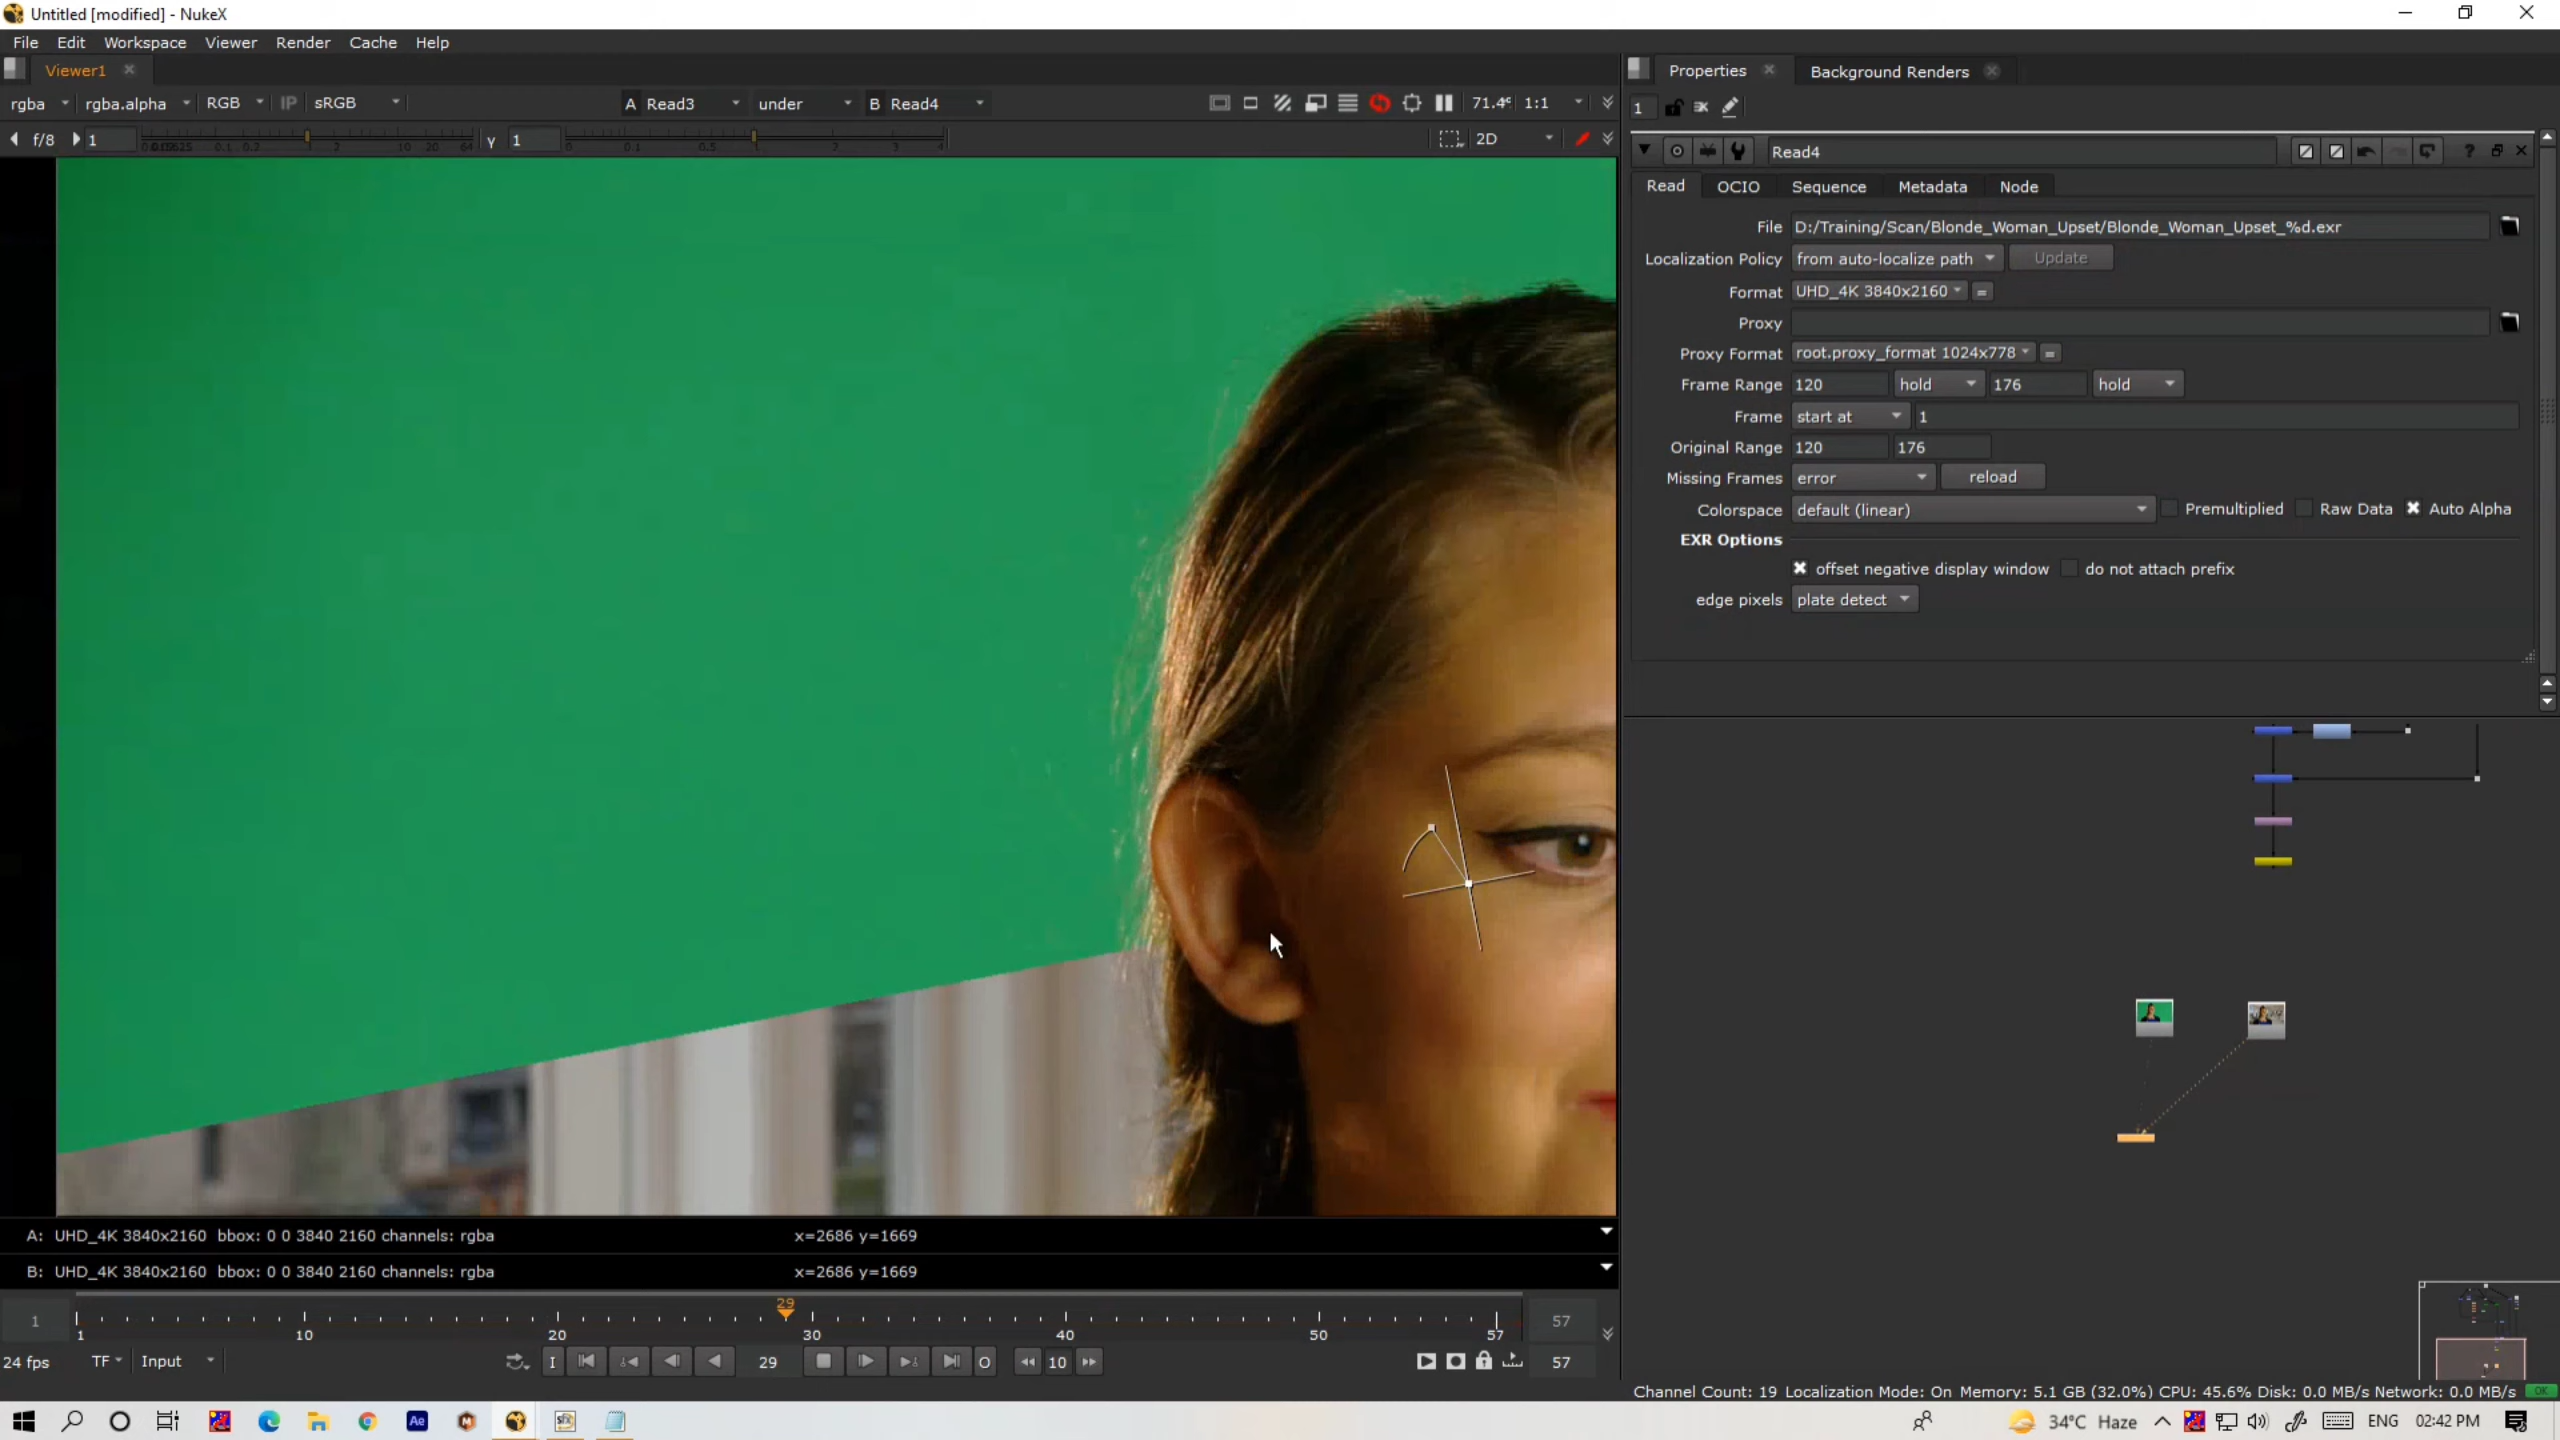 Untitled [modified] - NukeX
File Edit Workspace Viewer Render Cache Help
Viewer1
rgba rgba.alpha RGB IP sRGB A Read3 under B Read4 1:1
f/8 1 γ 1 2D
Properties Background Renders
1
Read4
Read OCIO Sequence Metadata Node
File D:/Training/Scan/Blonde_Woman_Upset/Blonde_Woman_Upset_%d.exr
Localization Policy from auto-localize path Update
Format UHD_4K 3840x2160 =
Proxy
Proxy Format root.proxy_format 1024x778 =
Frame Range 120 hold 176 hold
Frame start at 1
Original Range 120 176
Missing Frames error reload
Colorspace default (linear) Premultiplied Raw Data Auto Alpha
EXR Options
offset negative display window do not attach prefix
edge pixels plate detect
A: UHD_4K 3840x2160 bbox: 0 0 3840 2160 channels: rgba x=2686 y=1669
B: UHD_4K 3840x2160 bbox: 0 0 3840 2160 channels: rgba x=2686 y=1669
29
1 57
1 10 20 30 40 50 57
24 fps TF Input I 29 O 10 57
Channel Count: 19 Localization Mode: On Memory: 5.1 GB (32.0%) CPU: 45.6% Disk: 0.0 MB/s Network: 0.0 MB/s OK
Ae 34°C Haze ENG 02:42 PM